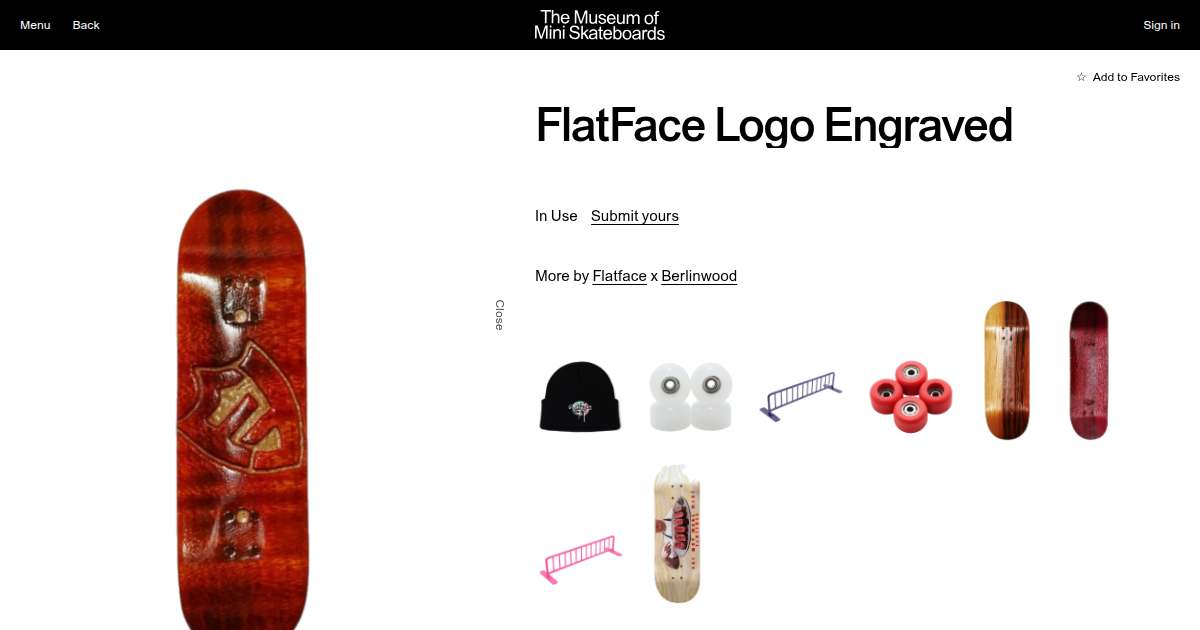 Menu
Back
The Museum of
Mini Skateboards
Sign in
☆ Add to Favorites
FlatFace Logo Engraved
In Use Submit yours
More by Flatface x Berlinwood
Close